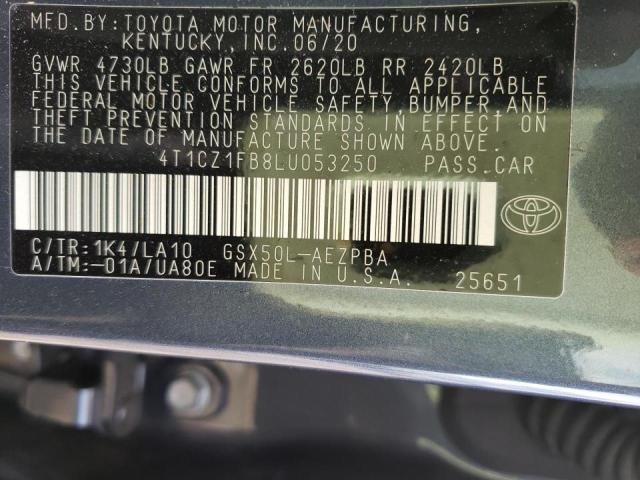 MFD.BY:TOYOTA MOTOR MANUFACTURING,
KENTUCKY, INC. 06/20
GVWR 4730LB GAWR FR 2620LB RR 2420LB
THIS VEHICLE CONFORMS TO ALL APPLICABLE
FEDERAL MOTOR VEHICLE SAFETY, BUMPER, AND
THEFT PREVENTION STANDARDS IN EFFECT ON
THE DATE OF MANUFACTURE SHOWN ABOVE.
4T1CZ1FB8LU053250 PASS.CAR
C/TR:1K4/LA10 GSX50L-AEZPBA
A/TM:-01A/UA80E MADE IN U.S.A. 25651